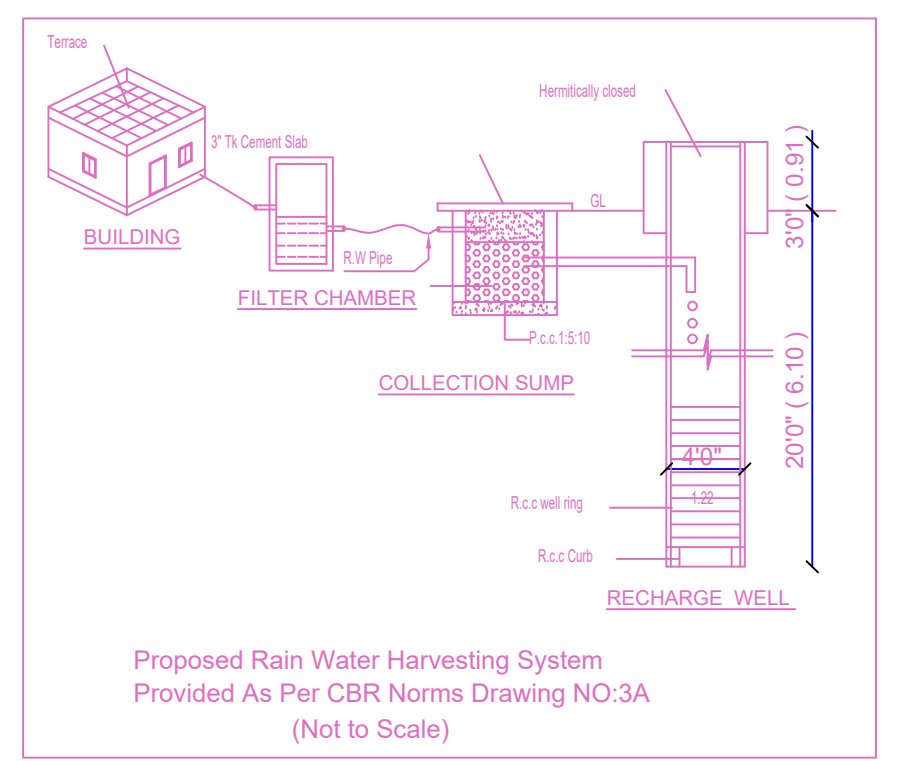 Terrace
Hermitically closed
3" Tk Cement Slab
3'0" ( 0.91 )
GL
BUILDING
R.W Pipe
FILTER CHAMBER
P.c.c.1:5:10
COLLECTION SUMP
20'0" ( 6.10 )
4'0"
1.22
R.c.c well ring
R.c.c Curb
RECHARGE WELL
Proposed Rain Water Harvesting System
Provided As Per CBR Norms Drawing NO:3A
(Not to Scale)